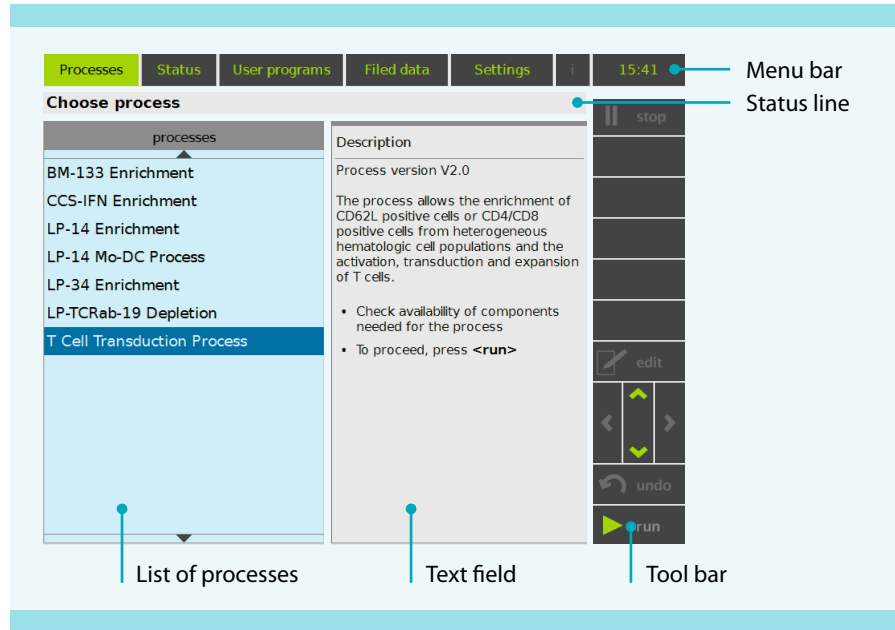 Processes Status User programs Filed data Settings i 15:41
Menu bar
Choose process
Status line
stop
processes
BM-133 Enrichment
CCS-IFN Enrichment
LP-14 Enrichment
LP-14 Mo-DC Process
LP-34 Enrichment
LP-TCRab-19 Depletion
T Cell Transduction Process
Description
Process version V2.0
The process allows the enrichment of
CD62L positive cells or CD4/CD8
positive cells from heterogeneous
hematologic cell populations and the
activation, transduction and expansion
of T cells.
• Check availability of components
needed for the process
• To proceed, press <run>
edit
undo
run
List of processes
Text field
Tool bar